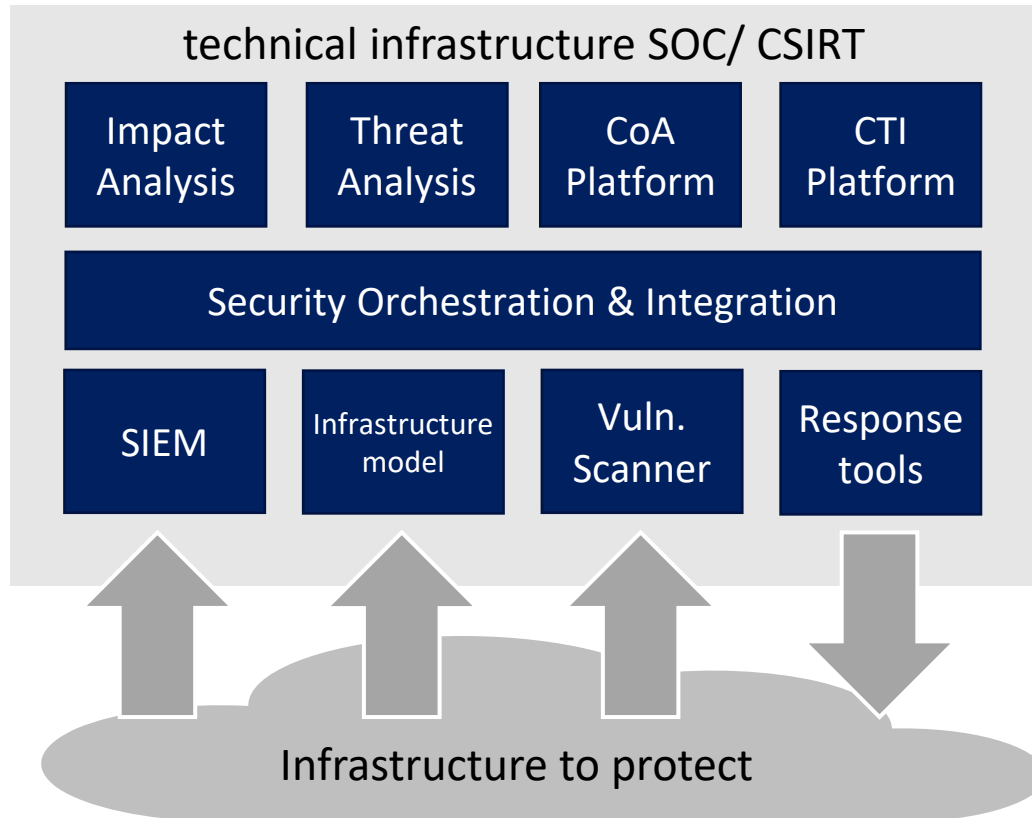 technical infrastructure SOC/ CSIRT
Impact
Analysis
Threat
Analysis
CoA
Platform
CTI
Platform
Security Orchestration & Integration
SIEM
Infrastructure
model
Vuln.
Scanner
Response
tools
Infrastructure to protect